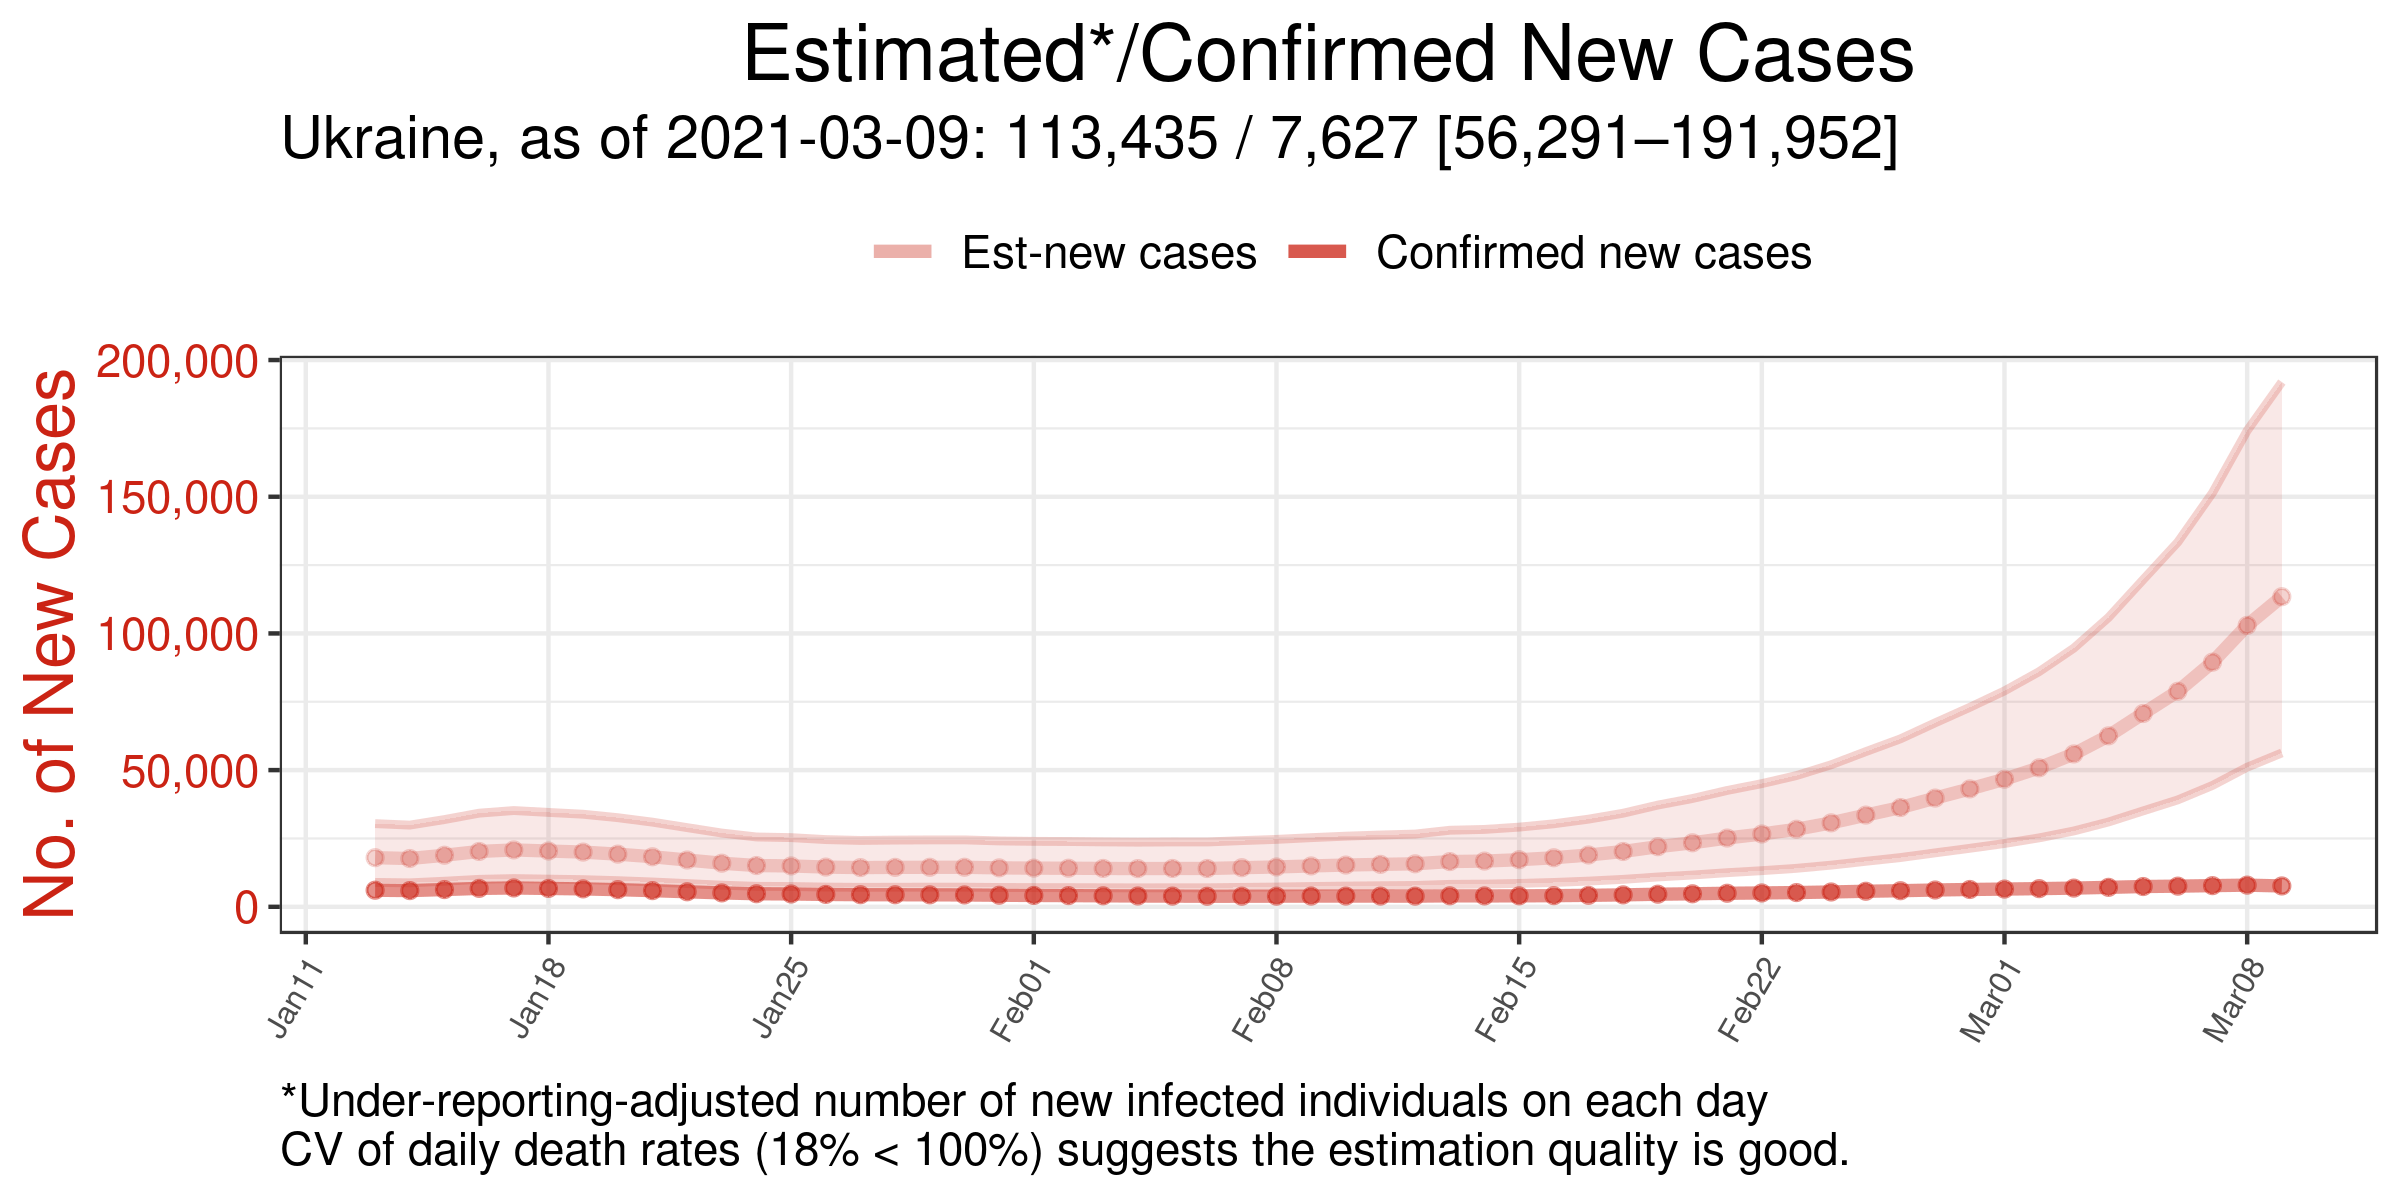 Estimated*/Confirmed New Cases
Ukraine, as of 2021-03-09: 113,435 / 7,627 [56,291–191,952]
Est-new cases
Confirmed new cases
No. of New Cases
200,000
150,000
100,000
50,000
0
Jan11
Jan18
Jan25
Feb01
Feb08
Feb15
Feb22
Mar01
Mar08
*Under-reporting-adjusted number of new infected individuals on each day
CV of daily death rates (18% < 100%) suggests the estimation quality is good.